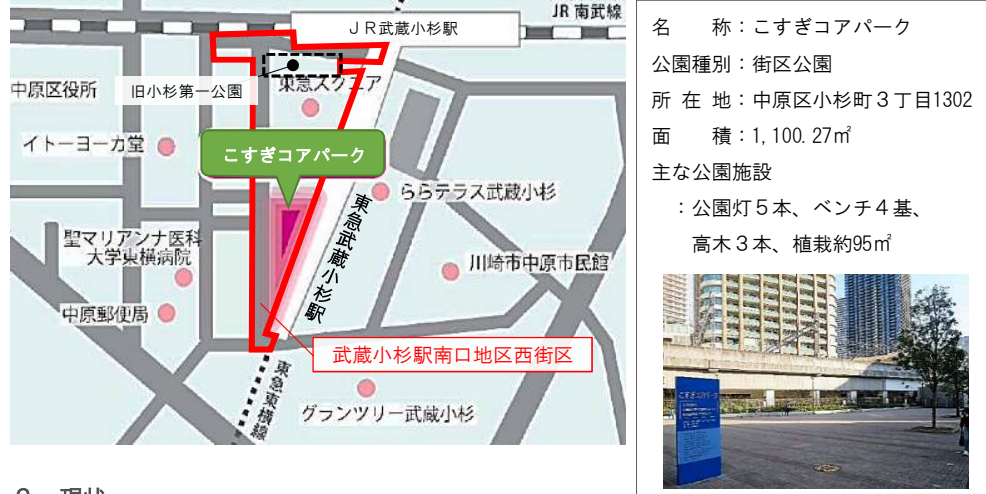 JR 南武線
ＪＲ武蔵小杉駅
中原区役所
旧小杉第一公園
東急スクエア
イトーヨーカ堂
こすぎコアパーク
ららテラス武蔵小杉
東急武蔵小杉駅
聖マリアンナ医科
大学東横病院
川崎市中原市民館
中原郵便局
武蔵小杉駅南口地区西街区
東急東横線
グランツリー武蔵小杉
名　　称：こすぎコアパーク
公園種別：街区公園
所 在 地：中原区小杉町３丁目1302
面　　積：1,100.27㎡
主な公園施設
：公園灯５本、ベンチ４基、
高木３本、植栽約95㎡
こすぎコアパーク
現状